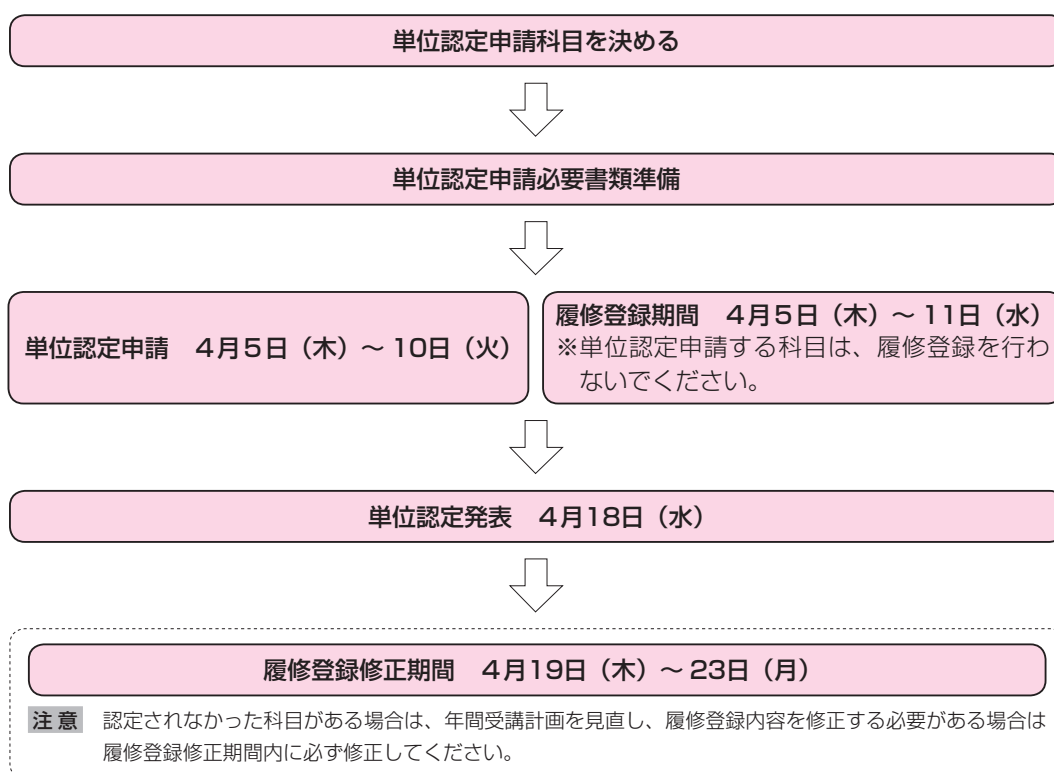 単位認定申請科目を決める
単位認定申請必要書類準備
単位認定申請　４月５日（木）～ 10日（火）
履修登録期間　４月５日（木）～ 11日（水）
※単位認定申請する科目は、履修登録を行わ
ないでください。
単位認定発表　４月18日（水）
履修登録修正期間　４月19日（木）～ 23日（月）
注 意　認定されなかった科目がある場合は、年間受講計画を見直し、履修登録内容を修正する必要がある場合は
履修登録修正期間内に必ず修正してください。